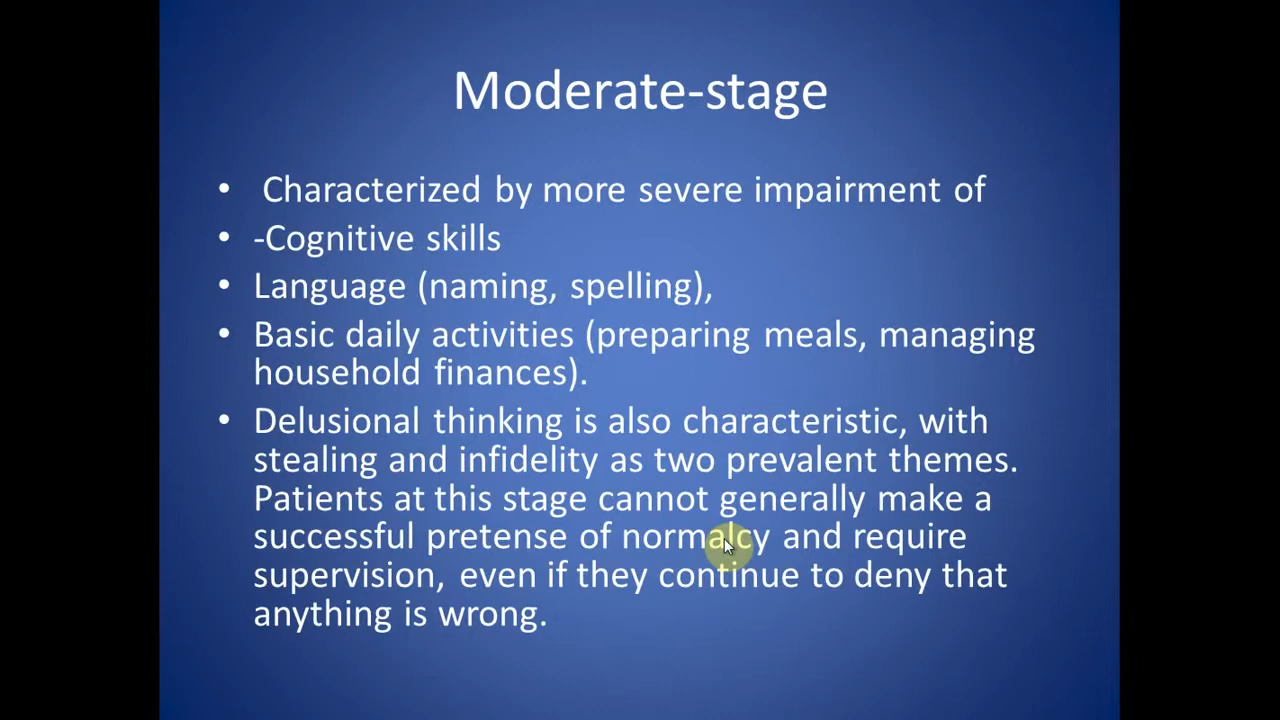 Moderate-stage
• Characterized by more severe impairment of
• -Cognitive skills
• Language (naming, spelling),
• Basic daily activities (preparing meals, managing
household finances).
• Delusional thinking is also characteristic, with
stealing and infidelity as two prevalent themes.
Patients at this stage cannot generally make a
successful pretense of normalcy and require
supervision, even if they continue to deny that
anything is wrong.